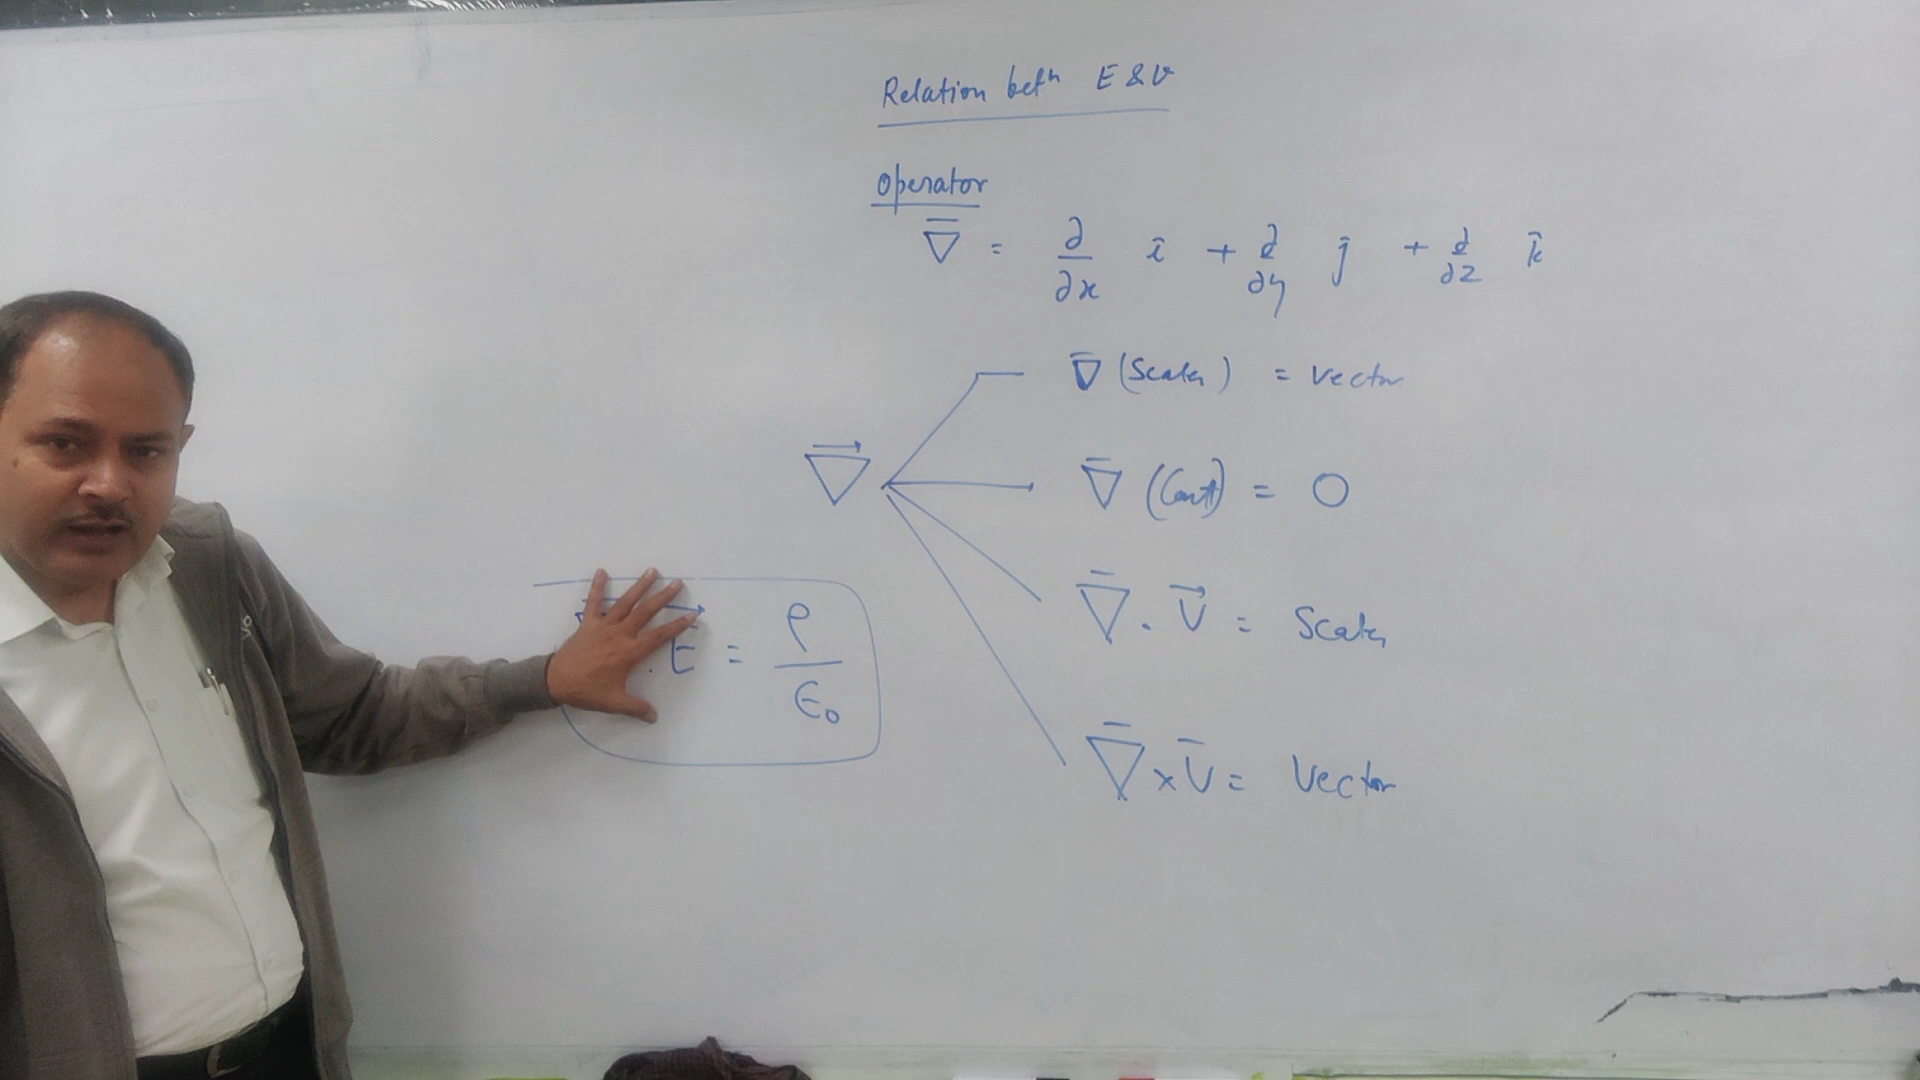 Relation betn E & V
Operator
∇̄ = ∂/∂x î + ∂/∂y ĵ + ∂/∂z k̂
∇̄ (Scalar) = Vector
∇⃗
∇̄ (Const) = 0
∇̄ . V⃗ = Scalar
. E⃗ = ρ/ϵ₀
∇̄ × V̄ = Vector